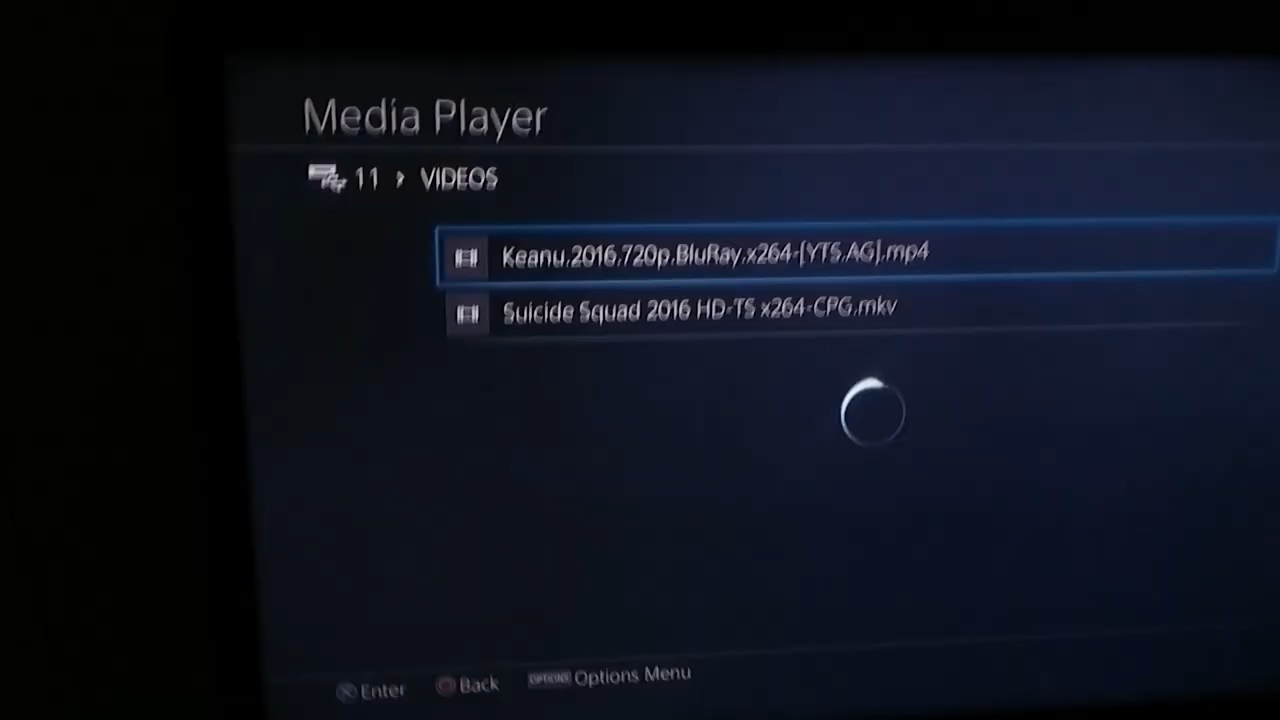 Media Player
11 › VIDEOS
Keanu.2016.720p.BluRay.x264-[YTS.AG].mp4
Suicide Squad 2016 HD-TS x264-CPG.mkv
Enter Back OPTIONS Options Menu